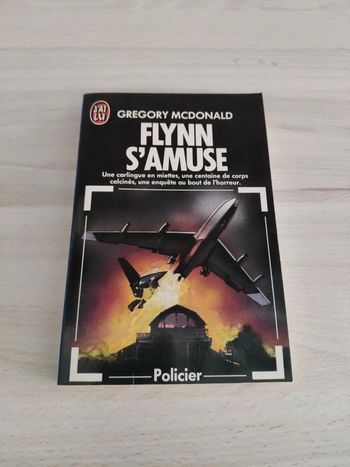 J'AI
LU
GREGORY MCDONALD
FLYNN
S'AMUSE
Une carlingue en miettes, une centaine de corps
calcinés, une enquête au bout de l'horreur.
Policier